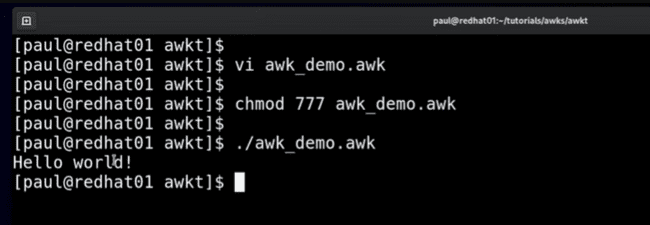 paul@redhat01:~/tutorials/awks/awkt
[paul@redhat01 awkt]$
[paul@redhat01 awkt]$ vi awk_demo.awk
[paul@redhat01 awkt]$
[paul@redhat01 awkt]$ chmod 777 awk_demo.awk
[paul@redhat01 awkt]$
[paul@redhat01 awkt]$ ./awk_demo.awk
Hello world!
[paul@redhat01 awkt]$